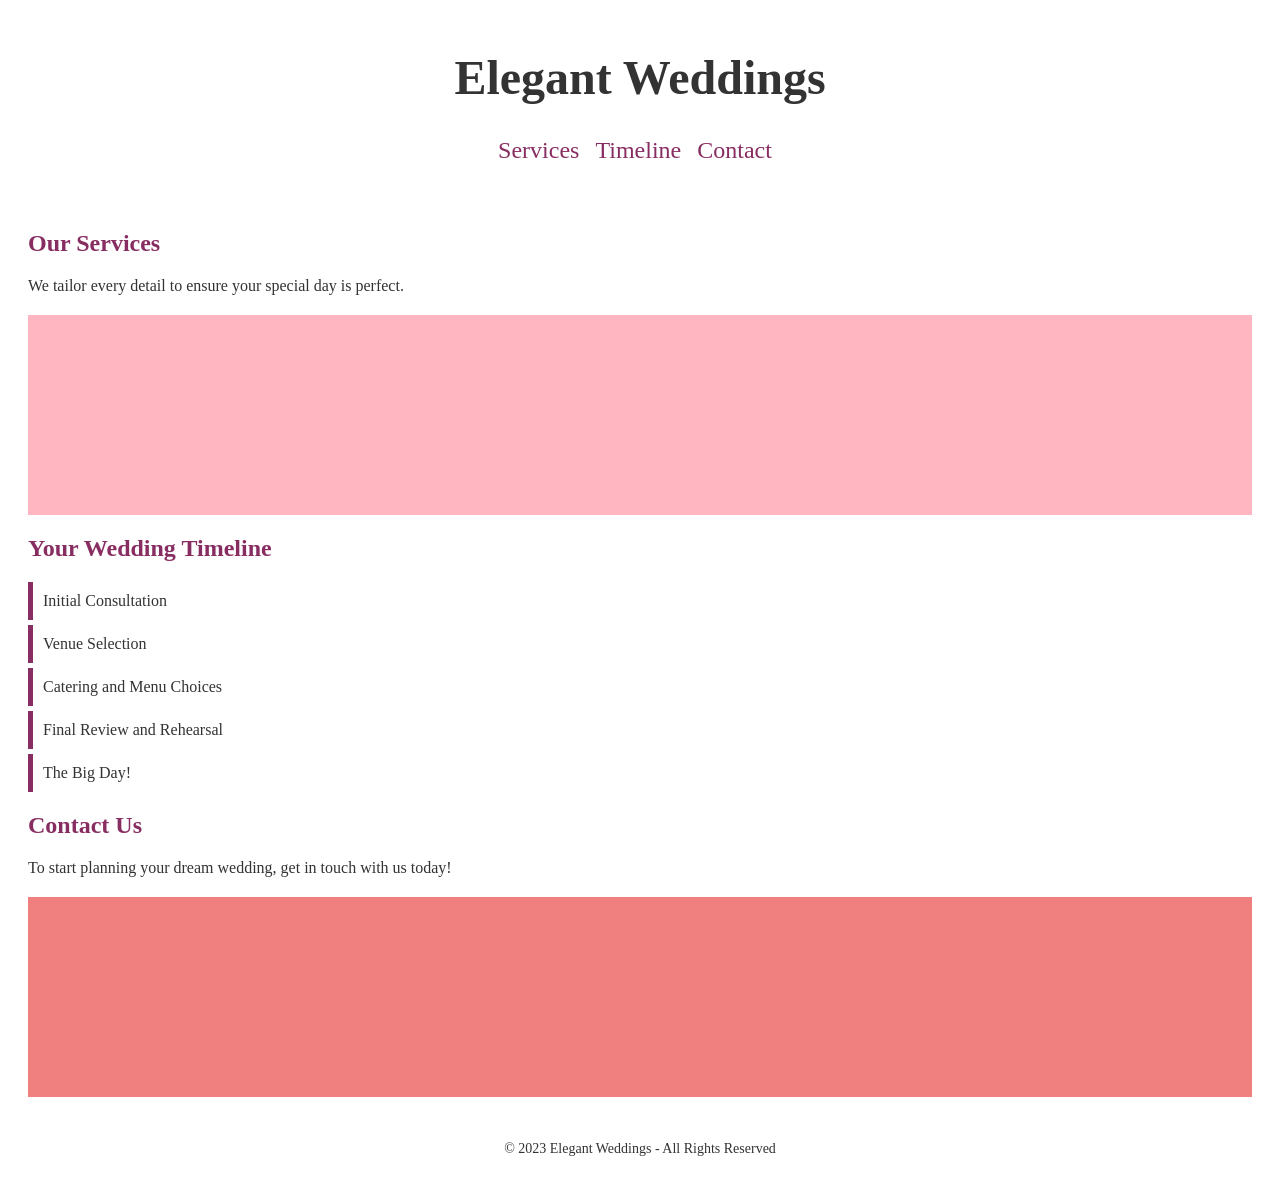 Elegant Weddings
Services Timeline Contact
Our Services
We tailor every detail to ensure your special day is perfect.
Your Wedding Timeline
Initial Consultation
Venue Selection
Catering and Menu Choices
Final Review and Rehearsal
The Big Day!
Contact Us
To start planning your dream wedding, get in touch with us today!
© 2023 Elegant Weddings - All Rights Reserved